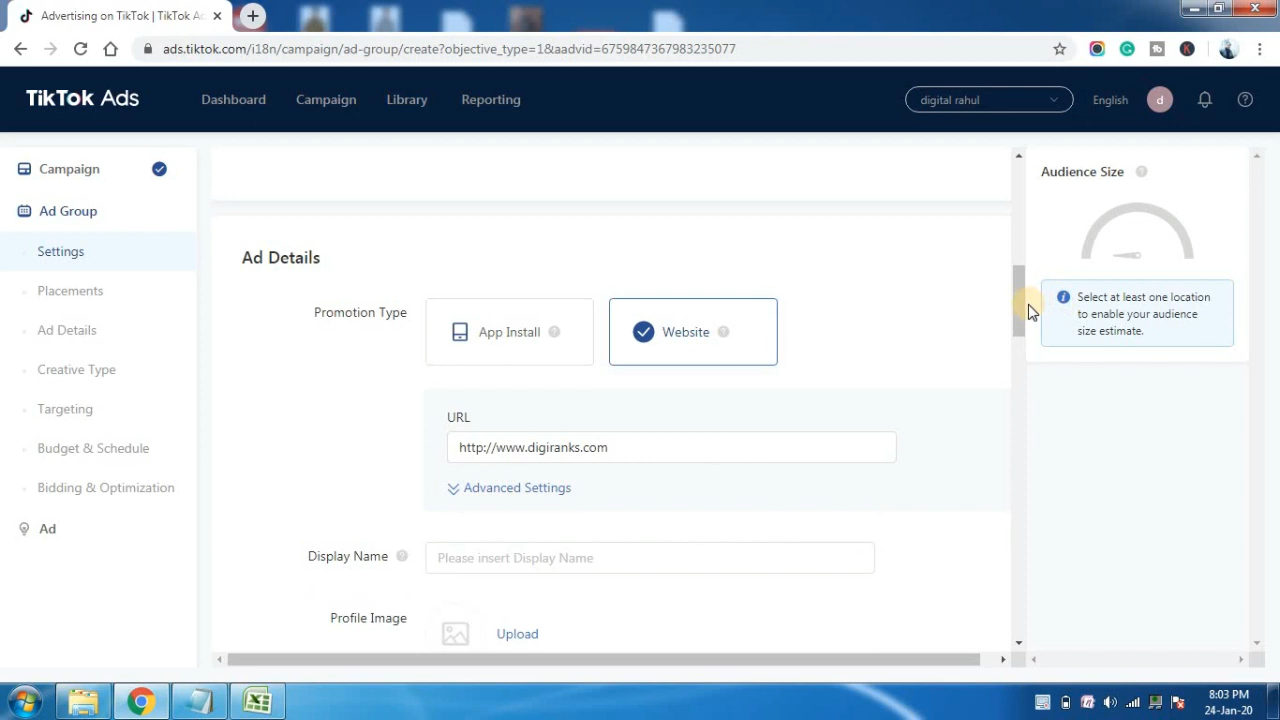 Advertising on TikTok | TikTok Ac
ads.tiktok.com/i18n/campaign/ad-group/create?objective_type=1&aadvid=6759847367983235077
TikTok Ads
Dashboard
Campaign
Library
Reporting
digital rahul
English
d
Campaign
Ad Group
Settings
Placements
Ad Details
Creative Type
Targeting
Budget & Schedule
Bidding & Optimization
Ad
Ad Details
Promotion Type
App Install
Website
URL
http://www.digiranks.com
Advanced Settings
Display Name
Please insert Display Name
Profile Image
Upload
Audience Size
Select at least one location
to enable your audience
size estimate.
8:03 PM
24-Jan-20